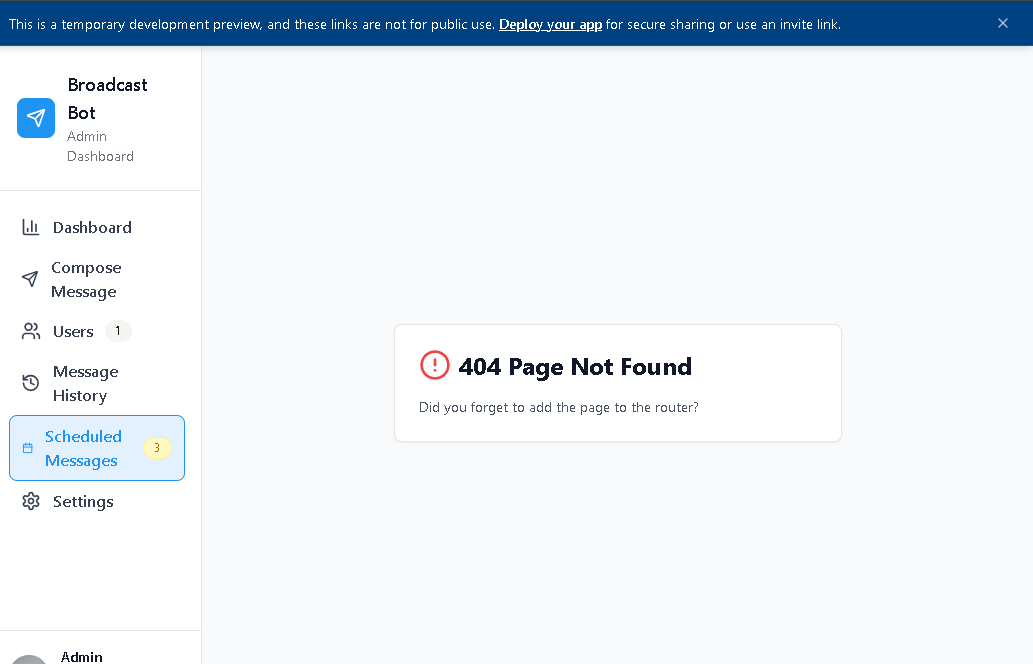 This is a temporary development preview, and these links are not for public use. Deploy your app for secure sharing or use an invite link.
Broadcast
Bot
Admin
Dashboard
Dashboard
Compose
Message
Users 1
Message
History
Scheduled
Messages 3
Settings
Admin
404 Page Not Found
Did you forget to add the page to the router?